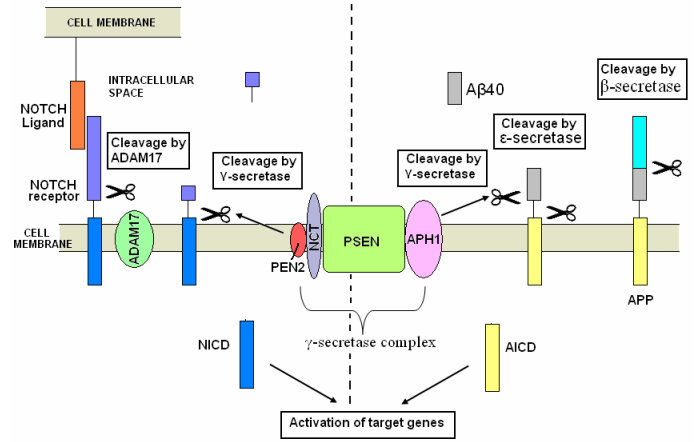 CELL MEMBRANE
INTRACELLULAR
SPACE
NOTCH
Ligand
Cleavage by
ADAM17
NOTCH
receptor
Cleavage by
γ-secretase
Aβ40
Cleavage by
β-secretase
Cleavage by
ε-secretase
Cleavage by
γ-secretase
CELL
MEMBRANE
ADAM17
PEN2
NCT
PSEN
APH1
APP
γ-secretase complex
NICD
AICD
Activation of target genes